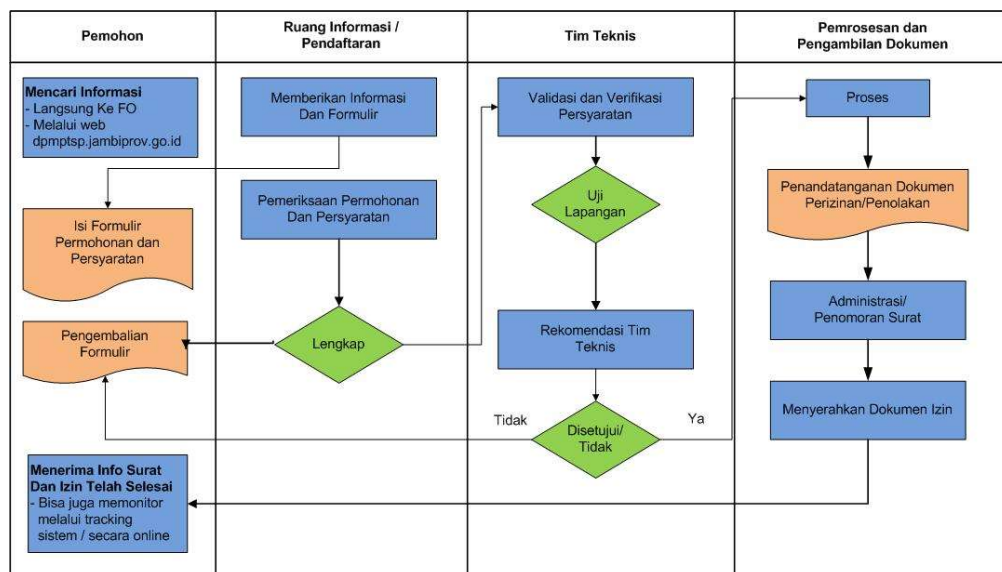 Pemohon
Ruang Informasi /
Pendaftaran
Tim Teknis
Pemrosesan dan
Pengambilan Dokumen
Mencari Informasi
- Langsung Ke FO
- Melalui web
dpmptsp.jambiprov.go.id
Isi Formulir
Permohonan dan
Persyaratan
Pengembalian
Formulir
Menerima Info Surat
Dan Izin Telah Selesai
- Bisa juga memonitor
melalui tracking
sistem / secara online
Memberikan Informasi
Dan Formulir
Pemeriksaan Permohonan
Dan Persyaratan
Lengkap
Validasi dan Verifikasi
Persyaratan
Uji
Lapangan
Rekomendasi Tim
Teknis
Disetujui/
Tidak
Tidak
Ya
Proses
Penandatanganan Dokumen
Perizinan/Penolakan
Administrasi/
Penomoran Surat
Menyerahkan Dokumen Izin